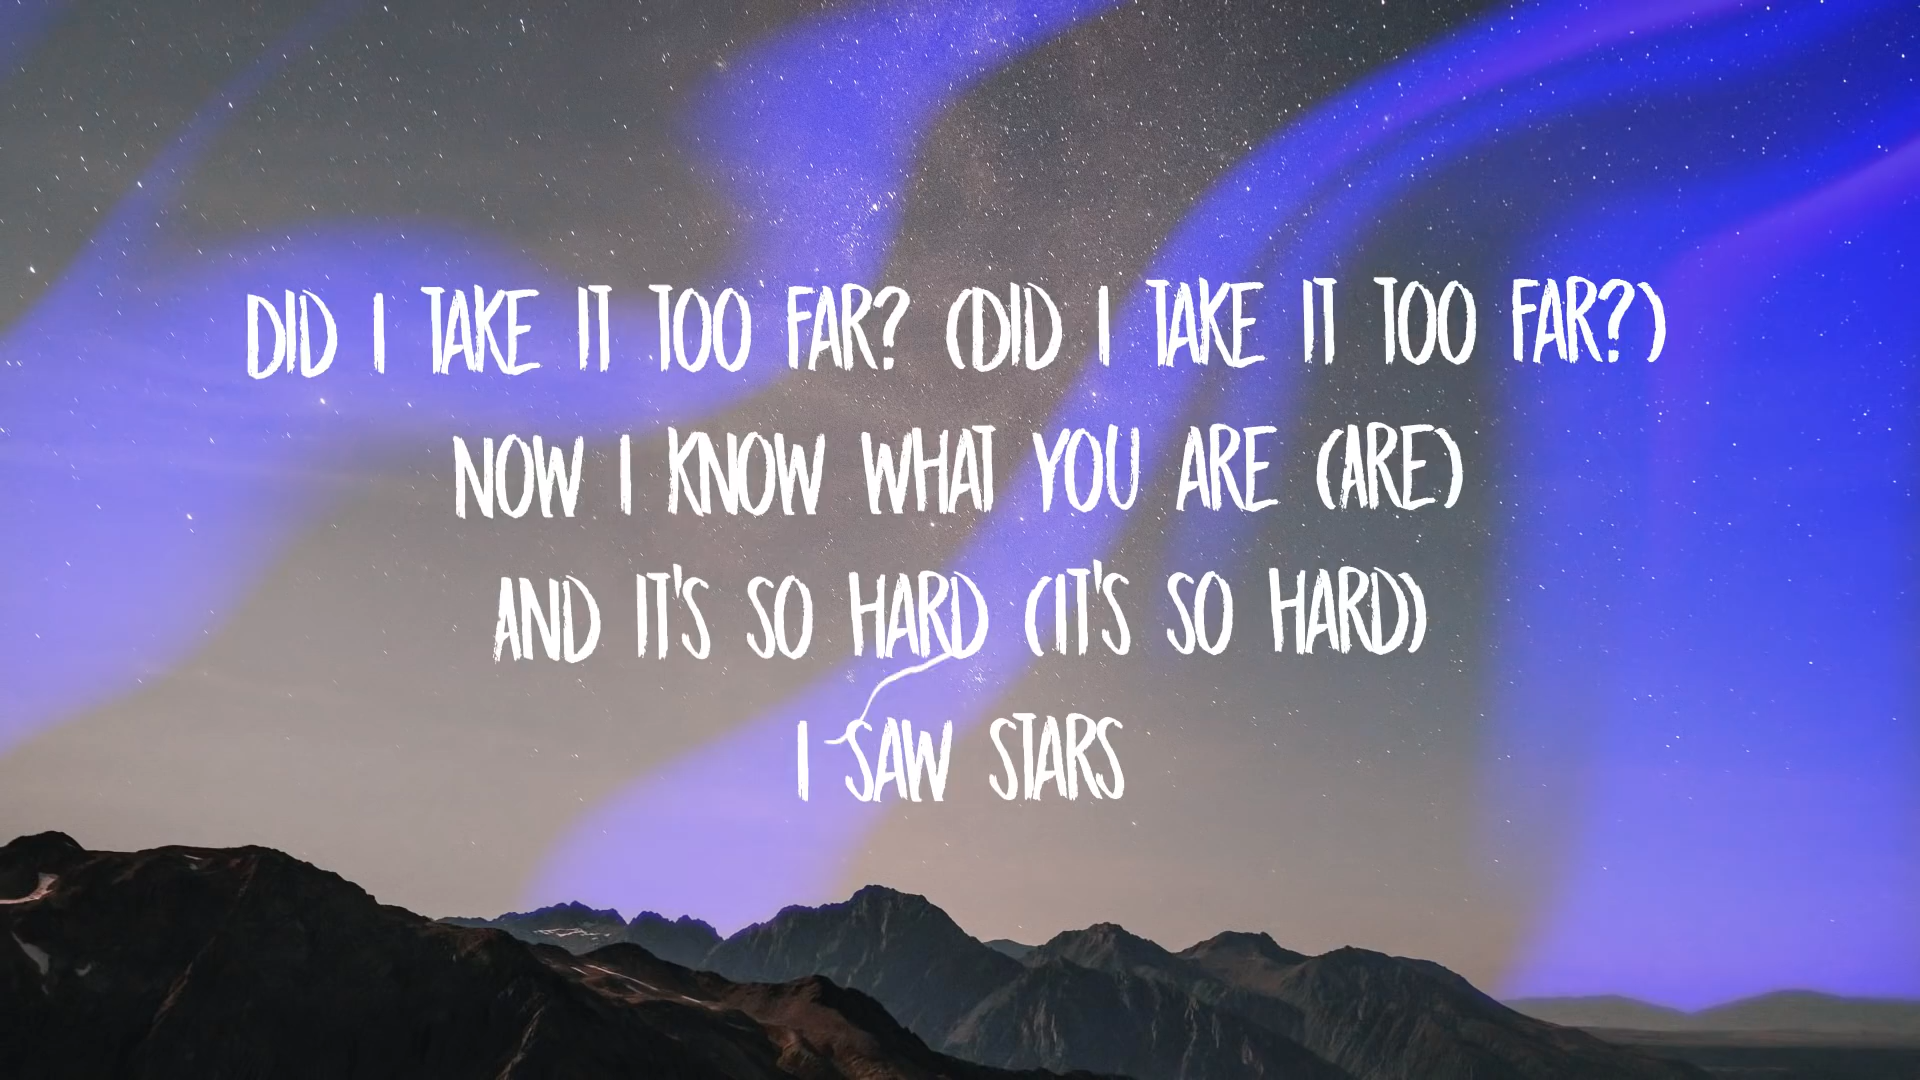 DID I TAKE IT TOO FAR? (DID I TAKE IT TOO FAR?)
NOW I KNOW WHAT YOU ARE (ARE)
AND IT'S SO HARD (IT'S SO HARD)
I SAW STARS